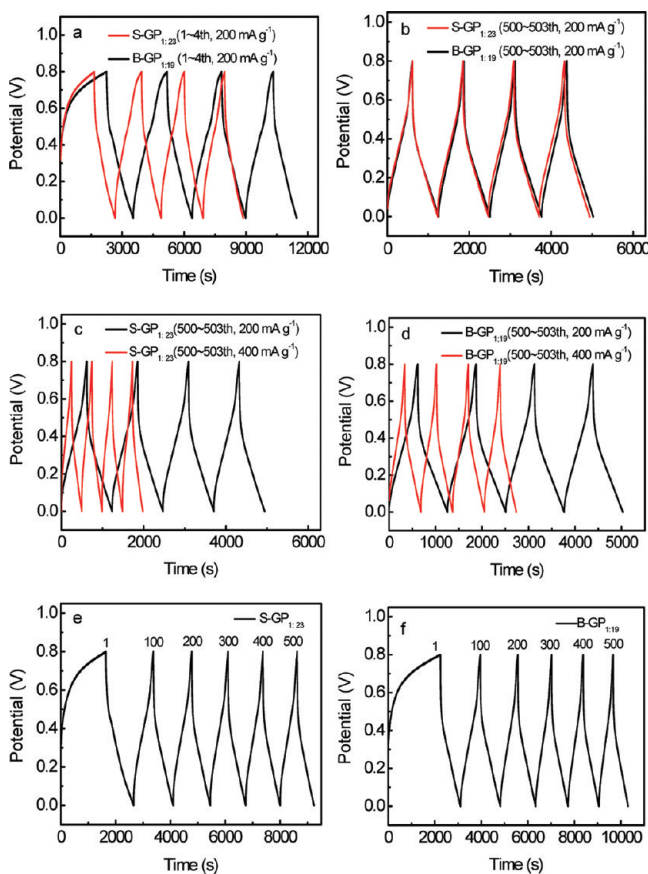 a
S-GP1:23 (1~4th, 200 mA g-1)
B-GP1:19 (1~4th, 200 mA g-1)
1.0
0.8
0.6
0.4
0.2
0.0
Potential (V)
0 3000 6000 9000 12000
Time (s)
b
S-GP1:23 (500~503th, 200 mA g-1)
B-GP1:19 (500~503th, 200 mA g-1)
1.0
0.8
0.6
0.4
0.2
0.0
Potential (V)
0 2000 4000 6000
Time (s)
c
S-GP1:23 (500~503th, 200 mA g-1)
S-GP1:23 (500~503th, 400 mA g-1)
1.0
0.8
0.6
0.4
0.2
0.0
Potential (V)
0 2000 4000 6000
Time (s)
d
B-GP1:19 (500~503th, 200 mA g-1)
B-GP1:19 (500~503th, 400 mA g-1)
1.0
0.8
0.6
0.4
0.2
0.0
Potential (V)
0 1000 2000 3000 4000 5000
Time (s)
e
S-GP1:23
1 100 200 300 400 500
1.0
0.8
0.6
0.4
0.2
0.0
Potential (V)
0 2000 4000 6000 8000
Time (s)
f
B-GP1:19
1 100 200 300 400 500
1.0
0.8
0.6
0.4
0.2
0.0
Potential (V)
0 2000 4000 6000 8000 10000
Time (s)